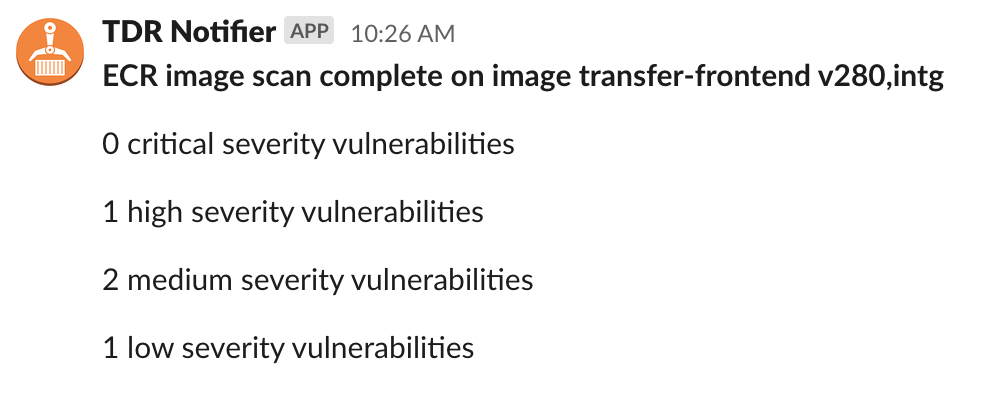 TDR Notifier APP 10:26 AM
ECR image scan complete on image transfer-frontend v280,intg
0 critical severity vulnerabilities
1 high severity vulnerabilities
2 medium severity vulnerabilities
1 low severity vulnerabilities